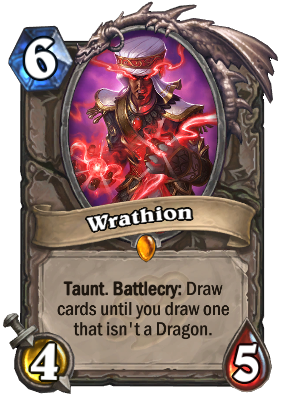 6
Wrathion
Taunt. Battlecry: Draw
cards until you draw one
that isn't a Dragon.
4
5